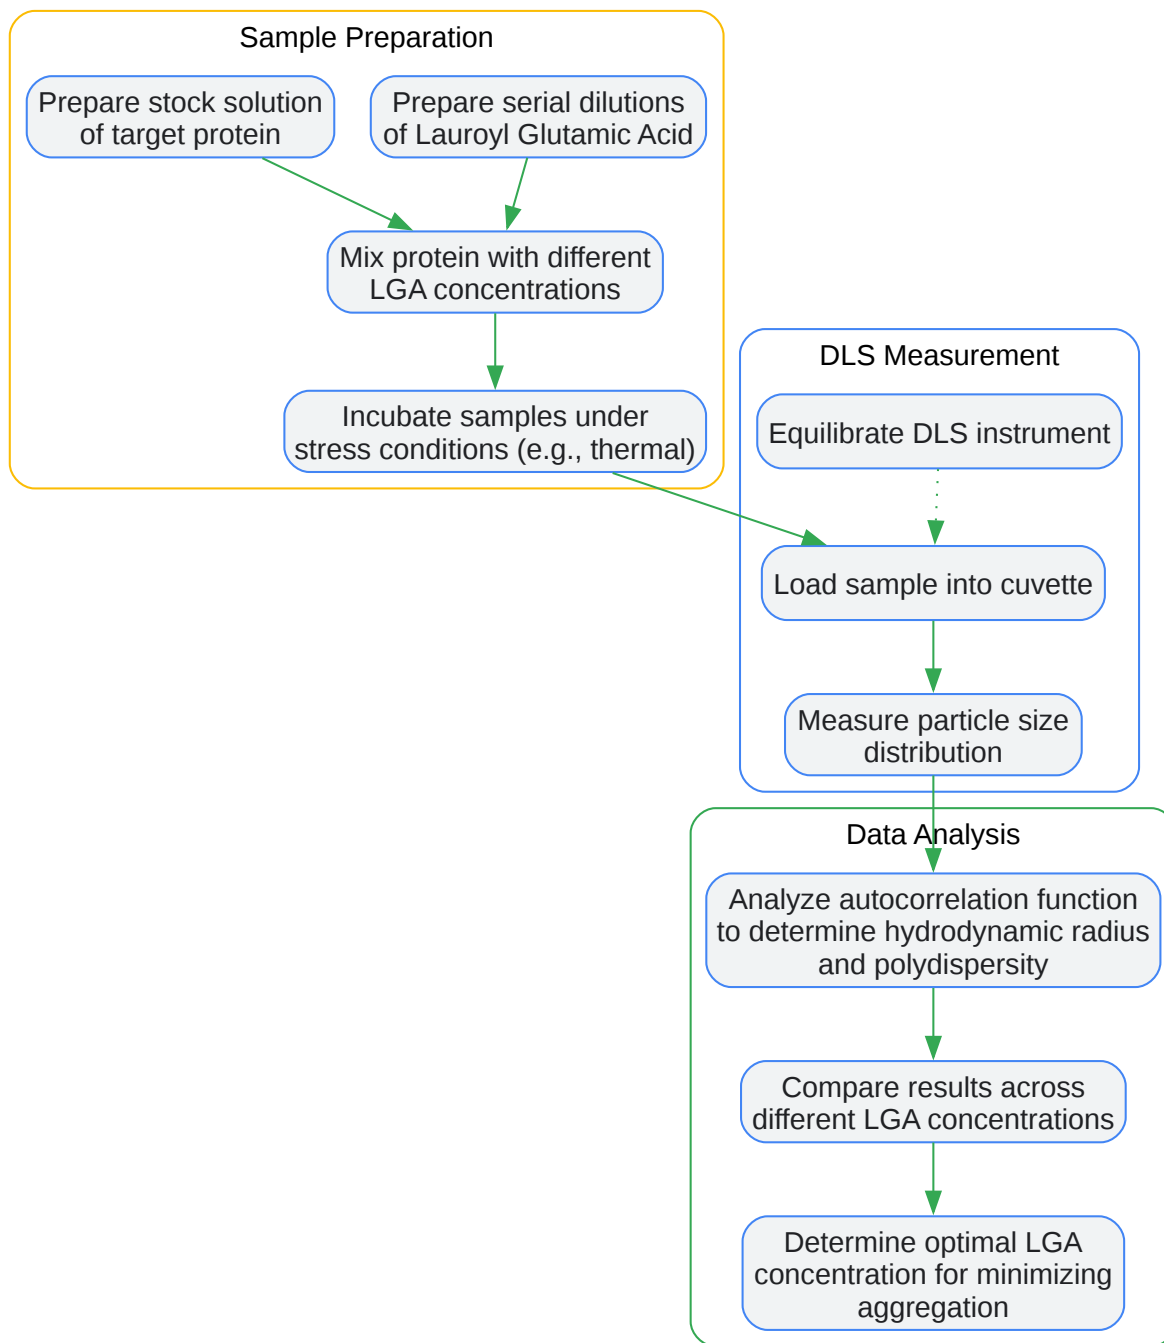 Sample Preparation
Prepare stock solution
of target protein
Prepare serial dilutions
of Lauroyl Glutamic Acid
Mix protein with different
LGA concentrations
Incubate samples under
stress conditions (e.g., thermal)
DLS Measurement
Equilibrate DLS instrument
Load sample into cuvette
Measure particle size
distribution
Data Analysis
Analyze autocorrelation function
to determine hydrodynamic radius
and polydispersity
Compare results across
different LGA concentrations
Determine optimal LGA
concentration for minimizing
aggregation